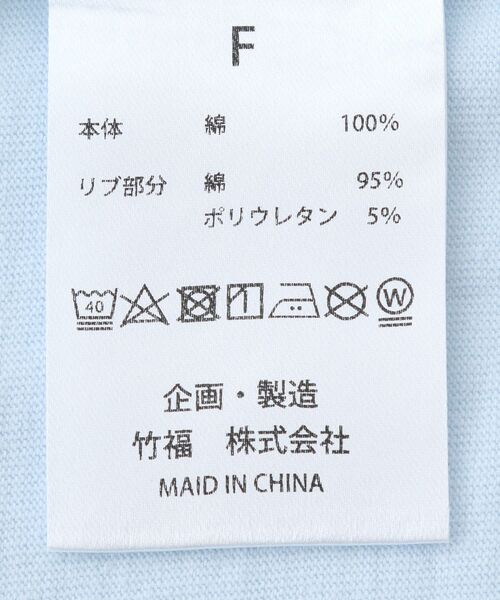 F
本体 綿 100%
リブ部分 綿 95%
ポリウレタン 5%
40 W
企画・製造
竹福 株式会社
MAID IN CHINA